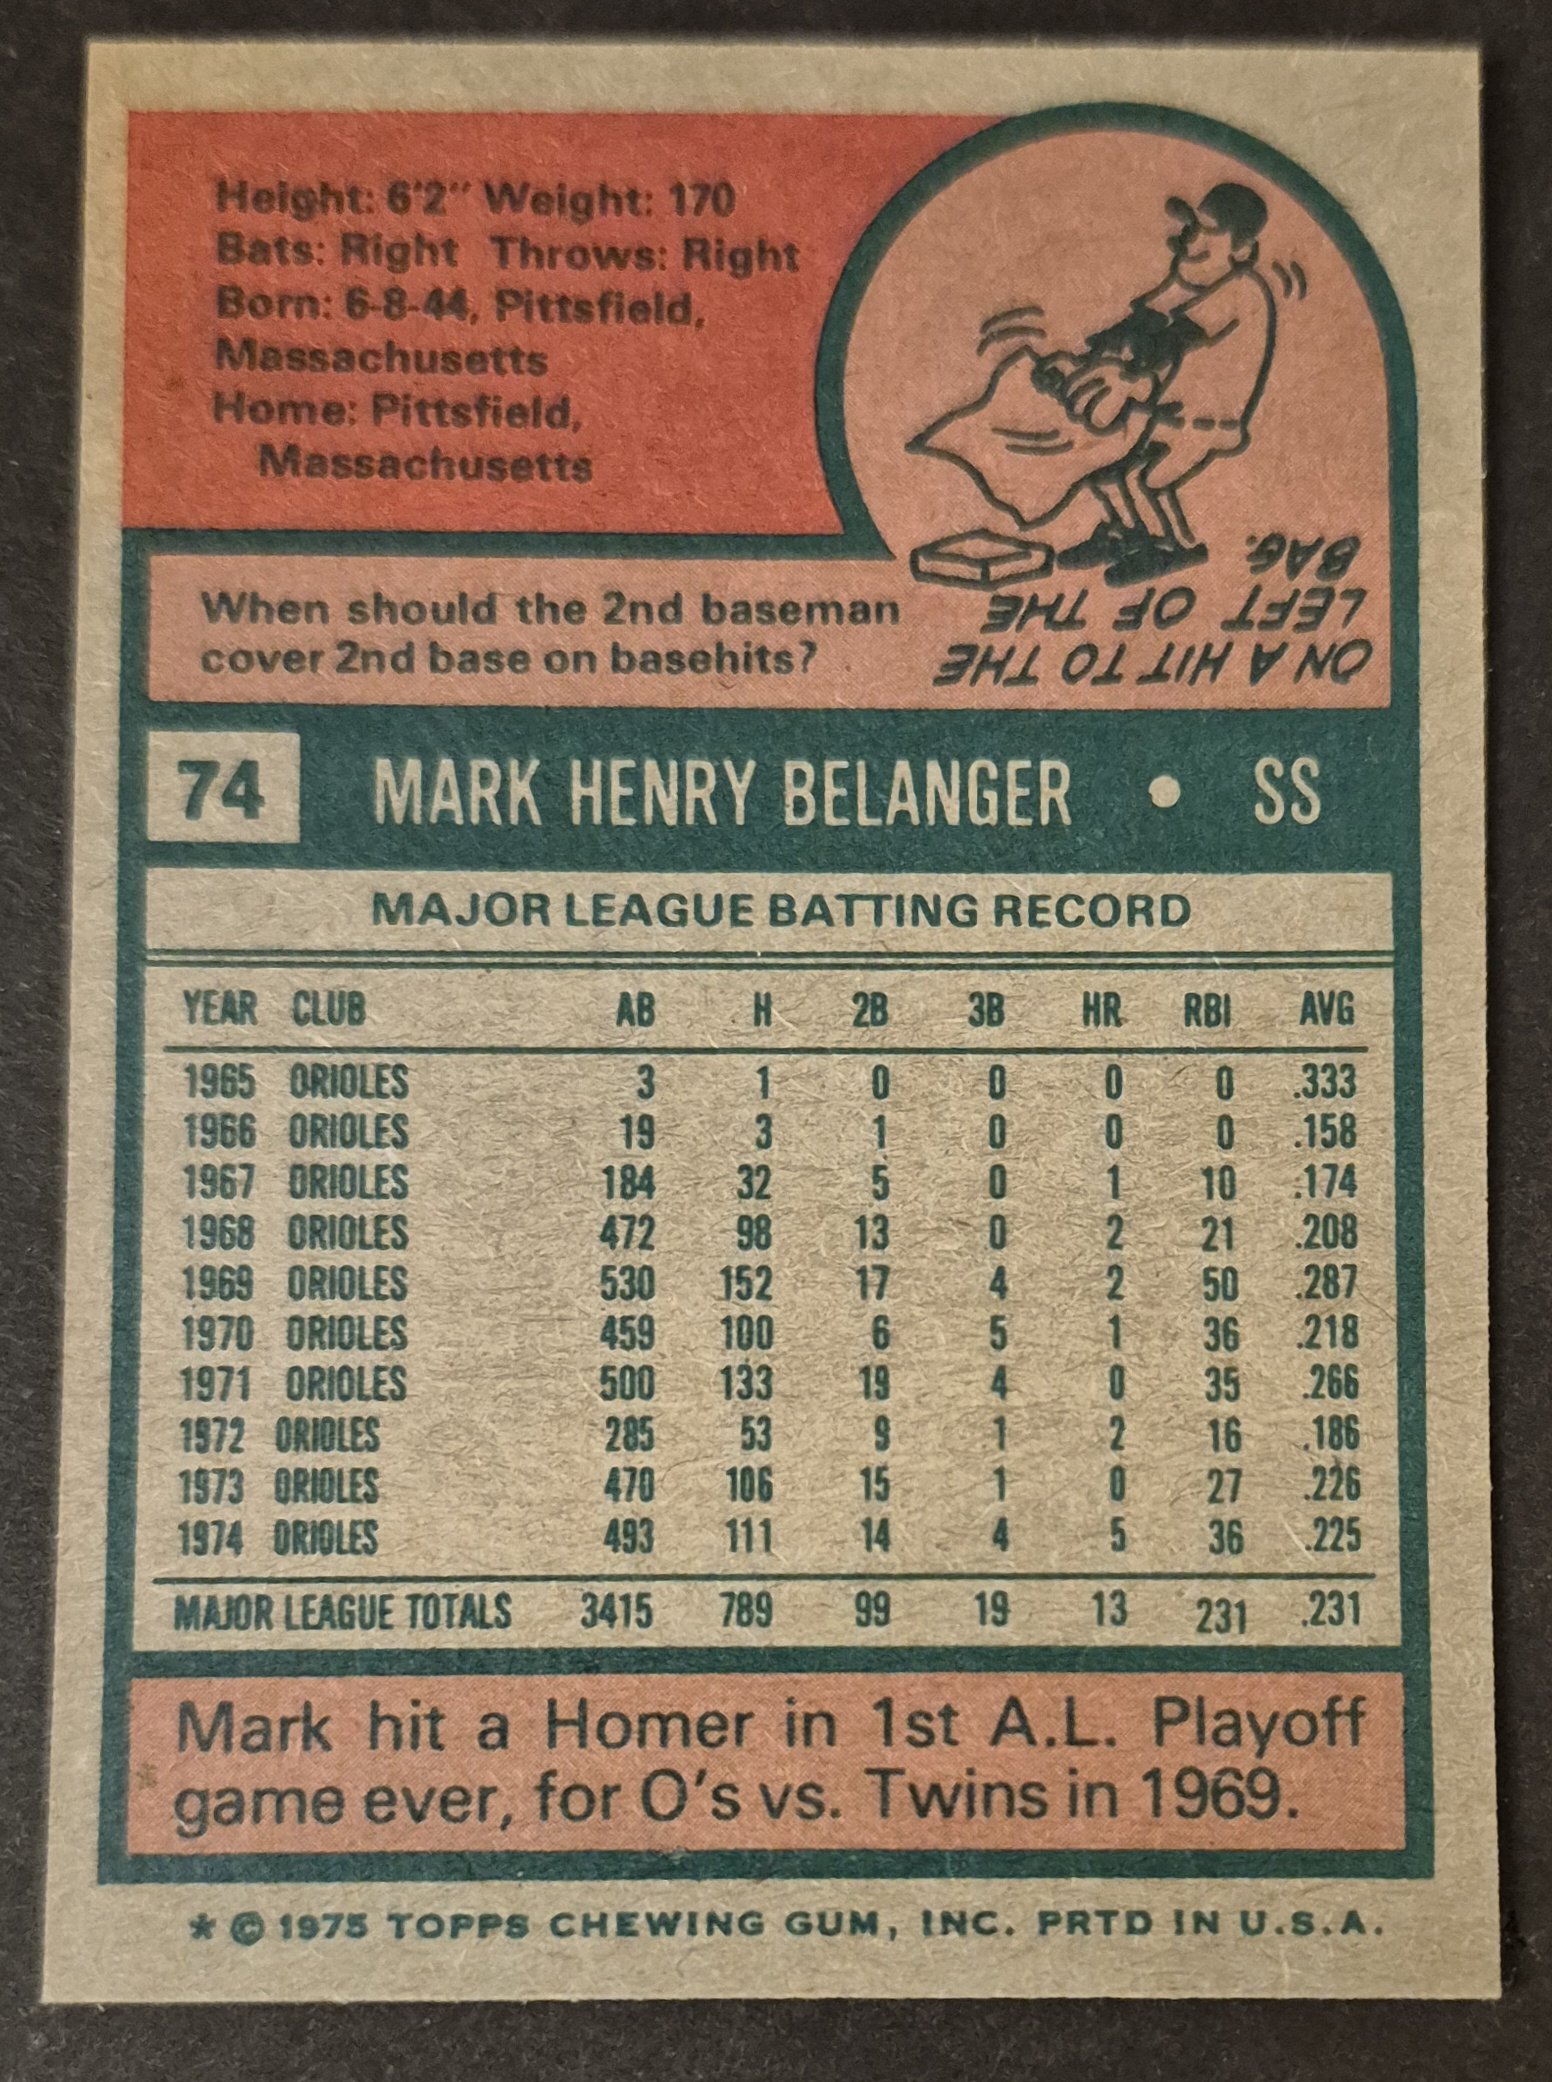 Height: 6'2" Weight: 170
Bats: Right Throws: Right
Born: 6-8-44, Pittsfield,
Massachusetts
Home: Pittsfield,
Massachusetts
When should the 2nd baseman
cover 2nd base on basehits?
ON A HIT TO THE
LEFT OF THE
BAG.
74 MARK HENRY BELANGER • SS
MAJOR LEAGUE BATTING RECORD
YEAR CLUB AB H 2B 3B HR RBI AVG
1965 ORIOLES 3 1 0 0 0 0 .333
1966 ORIOLES 19 3 1 0 0 0 .158
1967 ORIOLES 184 32 5 0 1 10 .174
1968 ORIOLES 472 98 13 0 2 21 .208
1969 ORIOLES 530 152 17 4 2 50 .287
1970 ORIOLES 459 100 6 5 1 36 .218
1971 ORIOLES 500 133 19 4 0 35 .266
1972 ORIOLES 285 53 9 1 2 16 .186
1973 ORIOLES 470 106 15 1 0 27 .226
1974 ORIOLES 493 111 14 4 5 36 .225
MAJOR LEAGUE TOTALS 3415 789 99 19 13 231 .231
Mark hit a Homer in 1st A.L. Playoff
game ever, for O's vs. Twins in 1969.
* © 1975 TOPPS CHEWING GUM, INC. PRTD IN U.S.A.